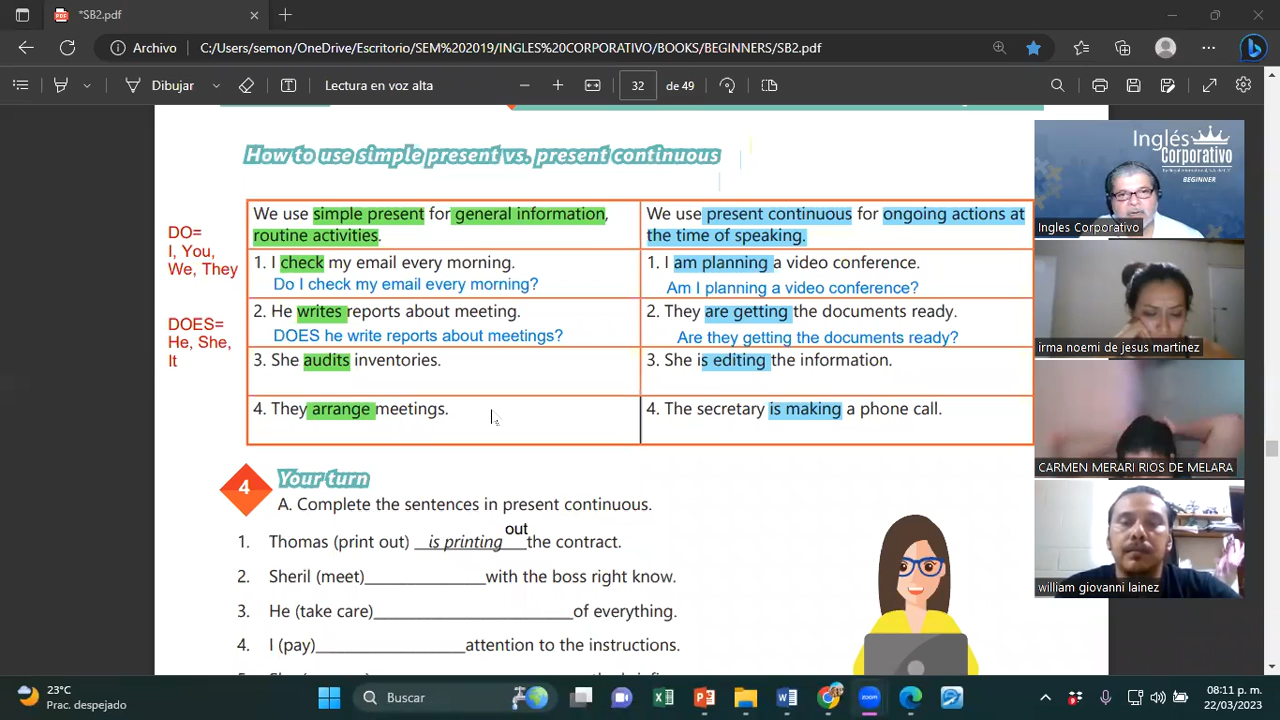 *SB2.pdf
Archivo
C:/Users/semon/OneDrive/Escritorio/SEM%202019/INGLES%20CORPORATIVO/BOOKS/BEGINNERS/SB2.pdf
Dibujar
Lectura en voz alta
32
de 49
How to use simple present vs. present continuous
We use simple present for general information,
routine activities.
We use present continuous for ongoing actions at
the time of speaking.
DO=
I, You,
We, They
1. I check my email every morning.
Do I check my email every morning?
1. I am planning a video conference.
Am I planning a video conference?
DOES=
He, She,
It
2. He writes reports about meeting.
DOES he write reports about meetings?
2. They are getting the documents ready.
Are they getting the documents ready?
3. She audits inventories.
3. She is editing the information.
4. They arrange meetings.
4. The secretary is making a phone call.
4
Your turn
A. Complete the sentences in present continuous.
out
1. Thomas (print out) __is printing___the contract.
2. Sheril (meet)______________with the boss right know.
3. He (take care)_______________________of everything.
4. I (pay)_________________attention to the instructions.
Inglés
Corporativo
BEGINNER
Ingles Corporativo
irma noemi de jesus martinez
CARMEN MERARI RIOS DE MELARA
william giovanni lainez
23°C
Prac. despejado
Buscar
08:11 p. m.
22/03/2023